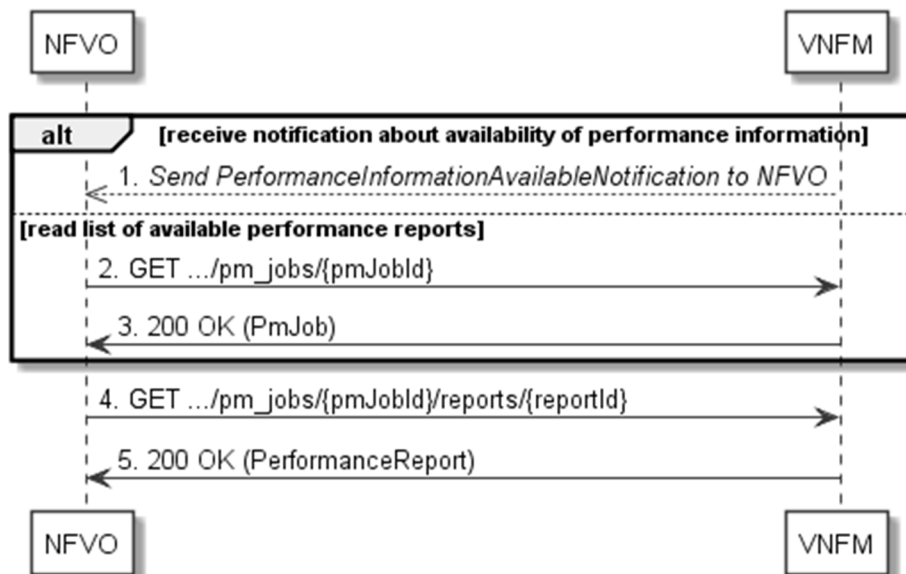 NFVO
VNFM
alt
[receive notification about availability of performance information]
1. Send PerformanceInformationAvailableNotification to NFVO
[read list of available performance reports]
2. GET .../pm_jobs/{pmJobId}
3. 200 OK (PmJob)
4. GET .../pm_jobs/{pmJobId}/reports/{reportId}
5. 200 OK (PerformanceReport)
NFVO
VNFM